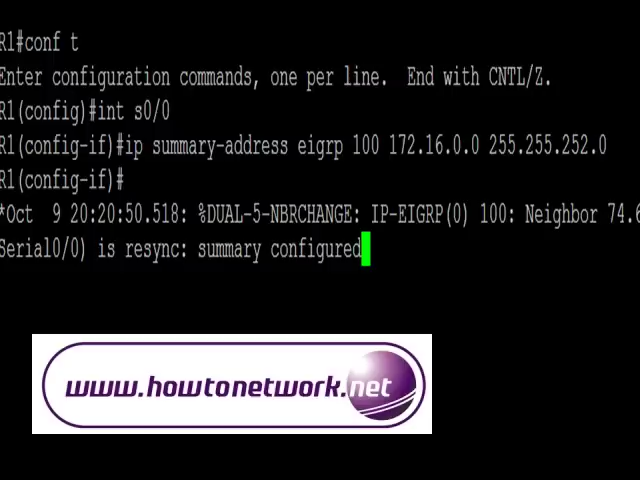 R1#conf t
Enter configuration commands, one per line.  End with CNTL/Z.
R1(config)#int s0/0
R1(config-if)#ip summary-address eigrp 100 172.16.0.0 255.255.252.0
R1(config-if)#
*Oct  9 20:20:50.518: %DUAL-5-NBRCHANGE: IP-EIGRP(0) 100: Neighbor 74.6
Serial0/0) is resync: summary configured
www.howtonetwork.net